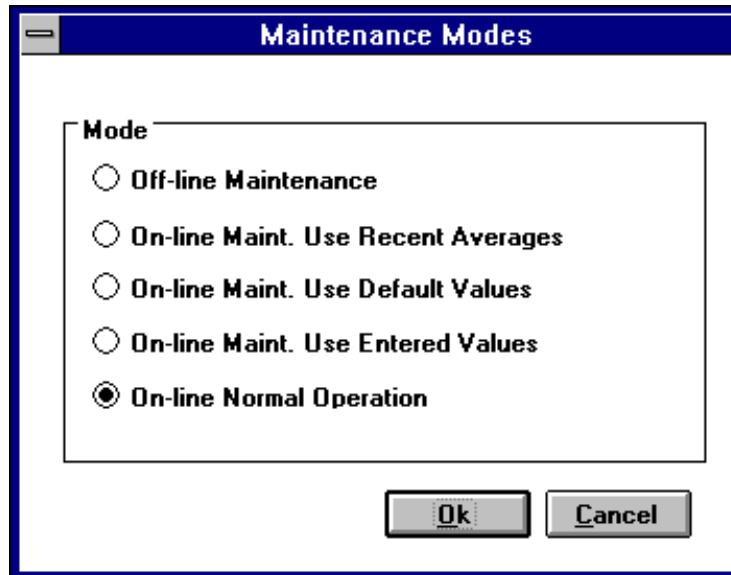 Maintenance Modes
Mode
Off-line Maintenance
On-line Maint. Use Recent Averages
On-line Maint. Use Default Values
On-line Maint. Use Entered Values
On-line Normal Operation
Ok Cancel